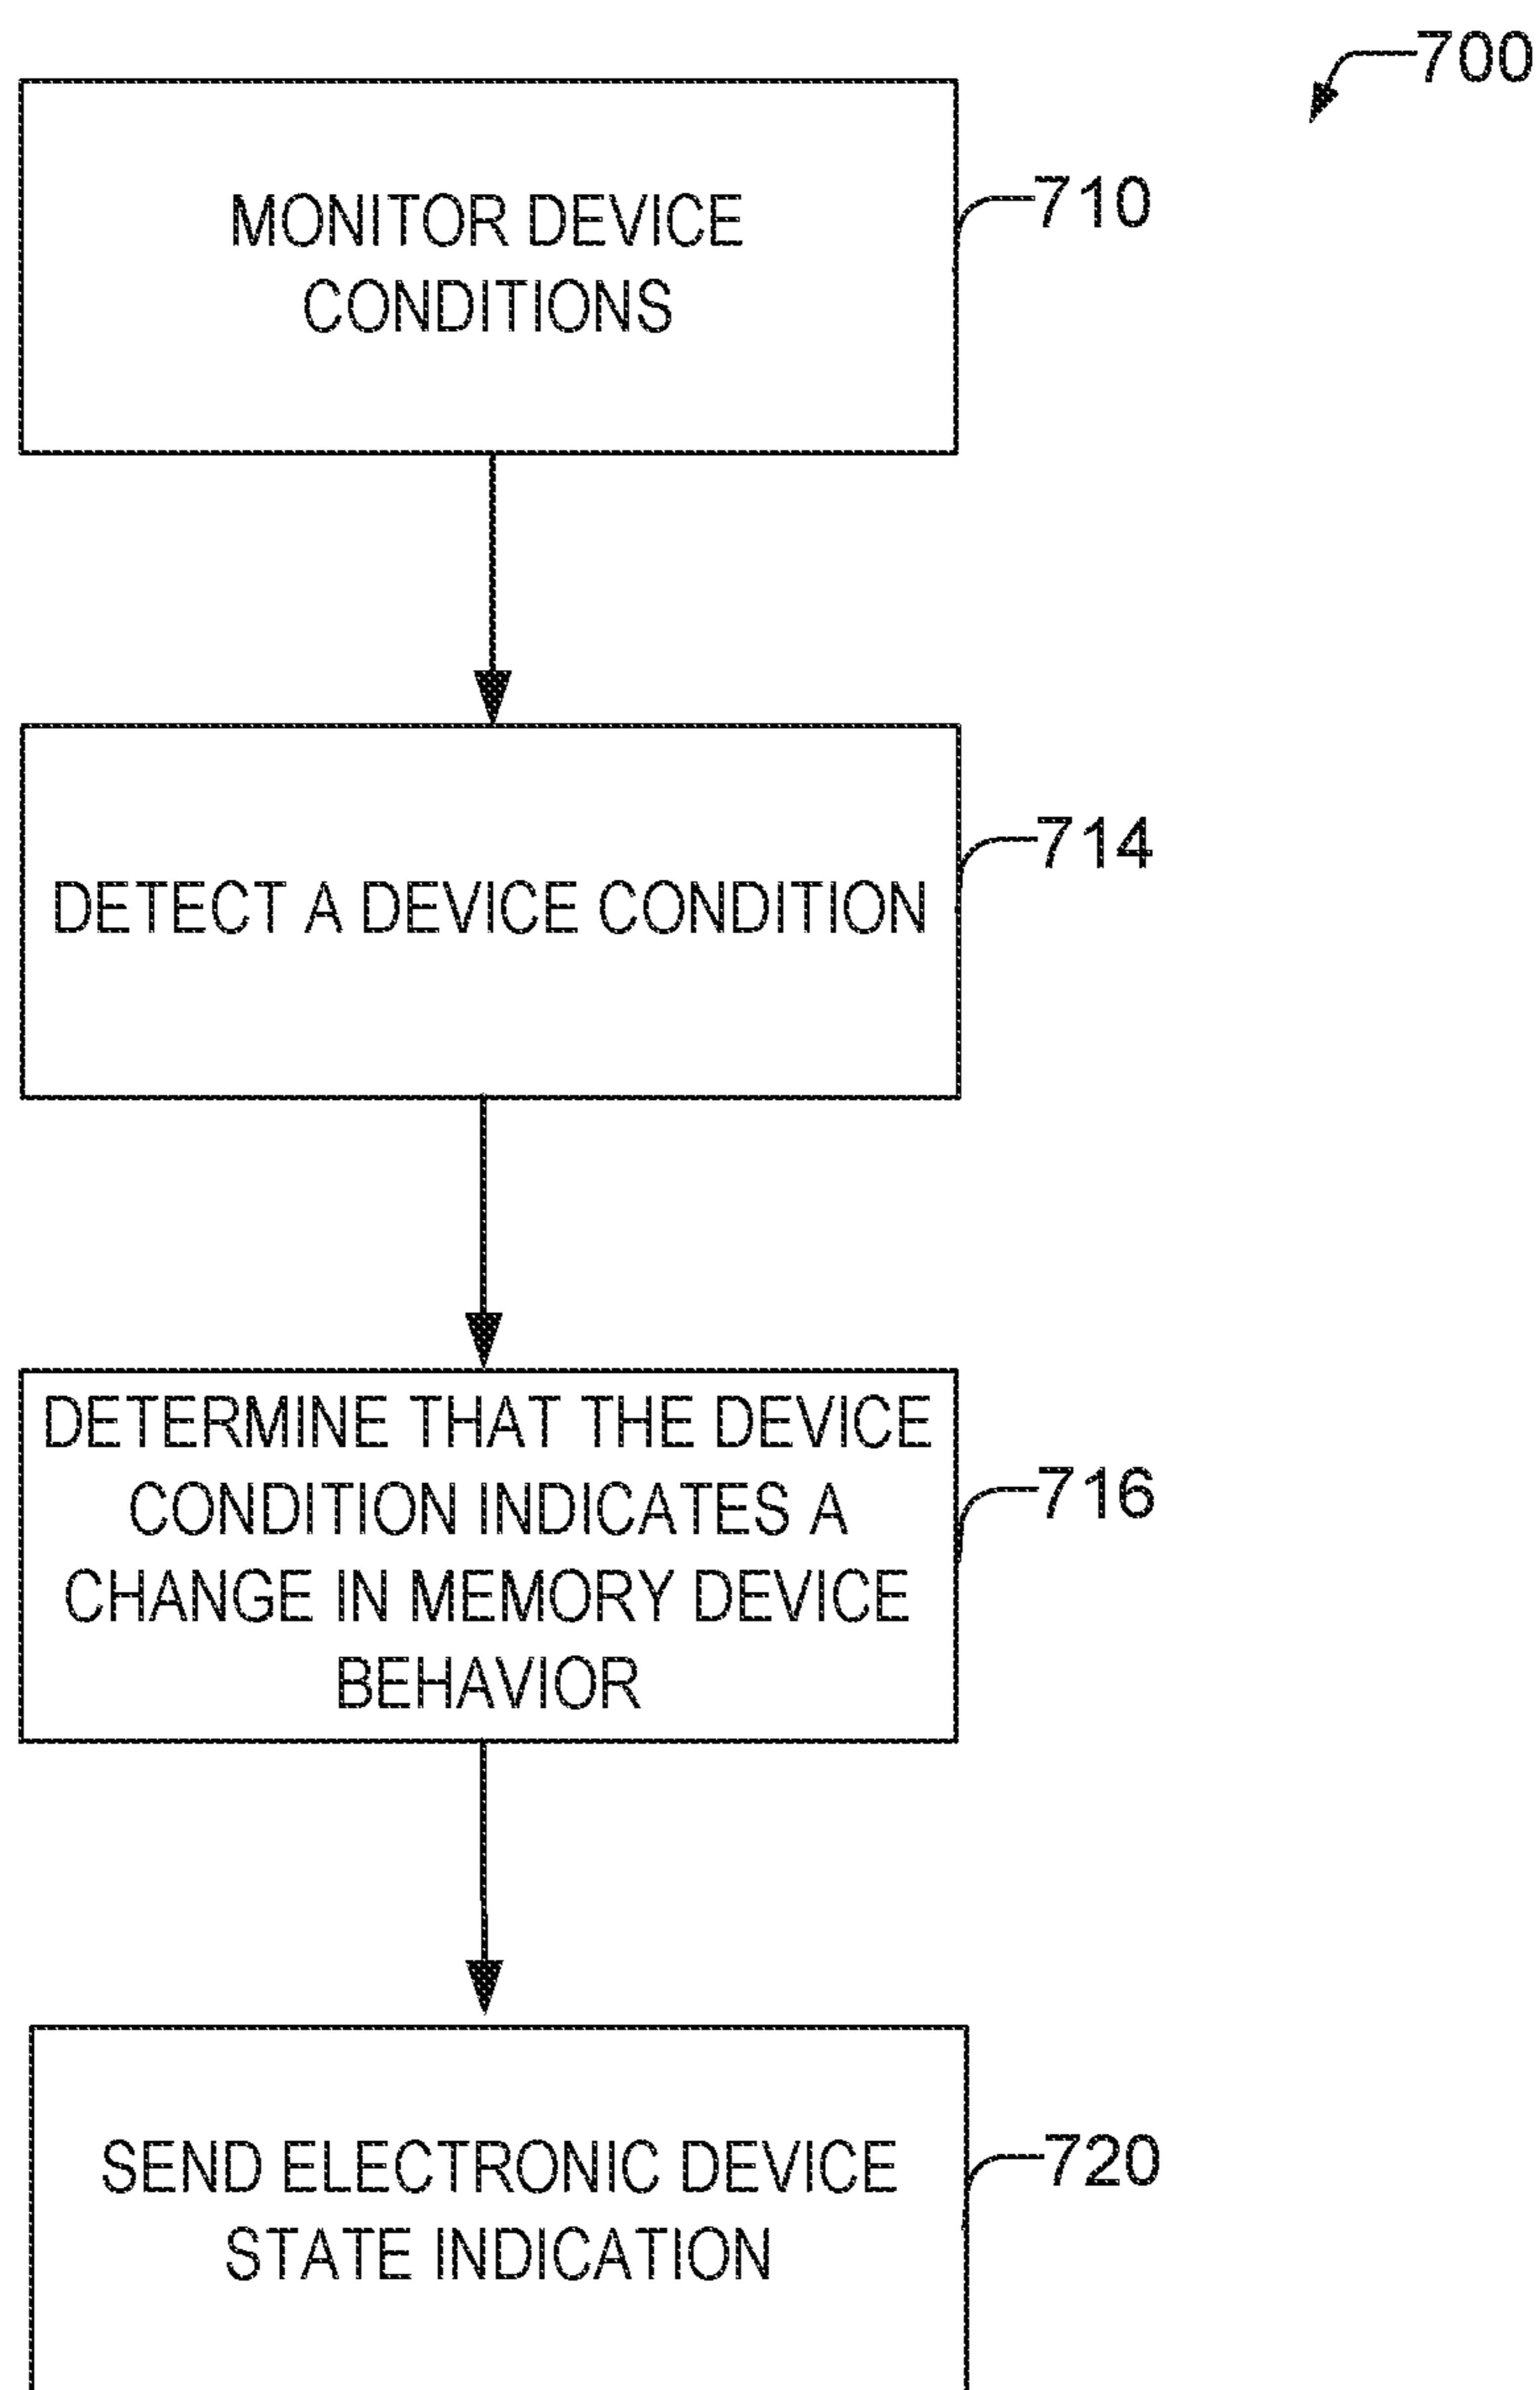 700
MONITOR DEVICE
CONDITIONS
710
DETECT A DEVICE CONDITION
714
DETERMINE THAT THE DEVICE
CONDITION INDICATES A
CHANGE IN MEMORY DEVICE
BEHAVIOR
716
SEND ELECTRONIC DEVICE
STATE INDICATION
720